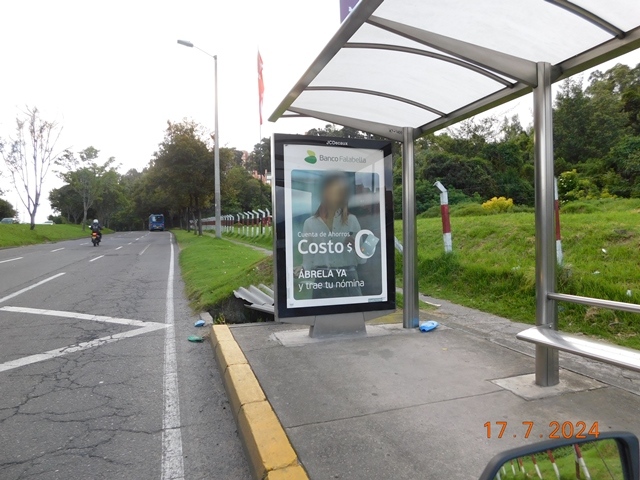 JCDecaux
Banco Falabella
Cuenta de Ahorros
Costo $0
ÁBRELA YA
y trae tu nómina
17.7.2024